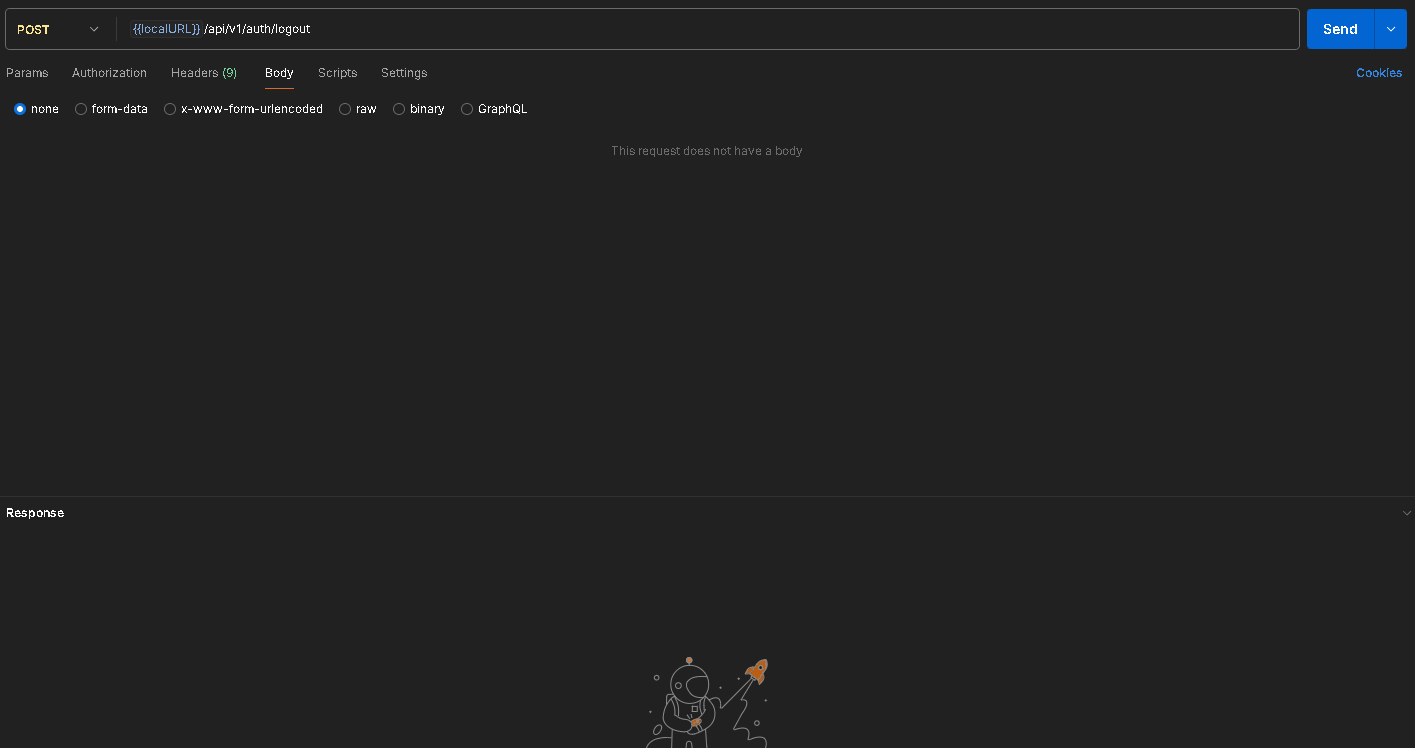 POST {{localURL}} /api/v1/auth/logout Send
Params Authorization Headers (9) Body Scripts Settings Cookies
none form-data x-www-form-urlencoded raw binary GraphQL
This request does not have a body
Response